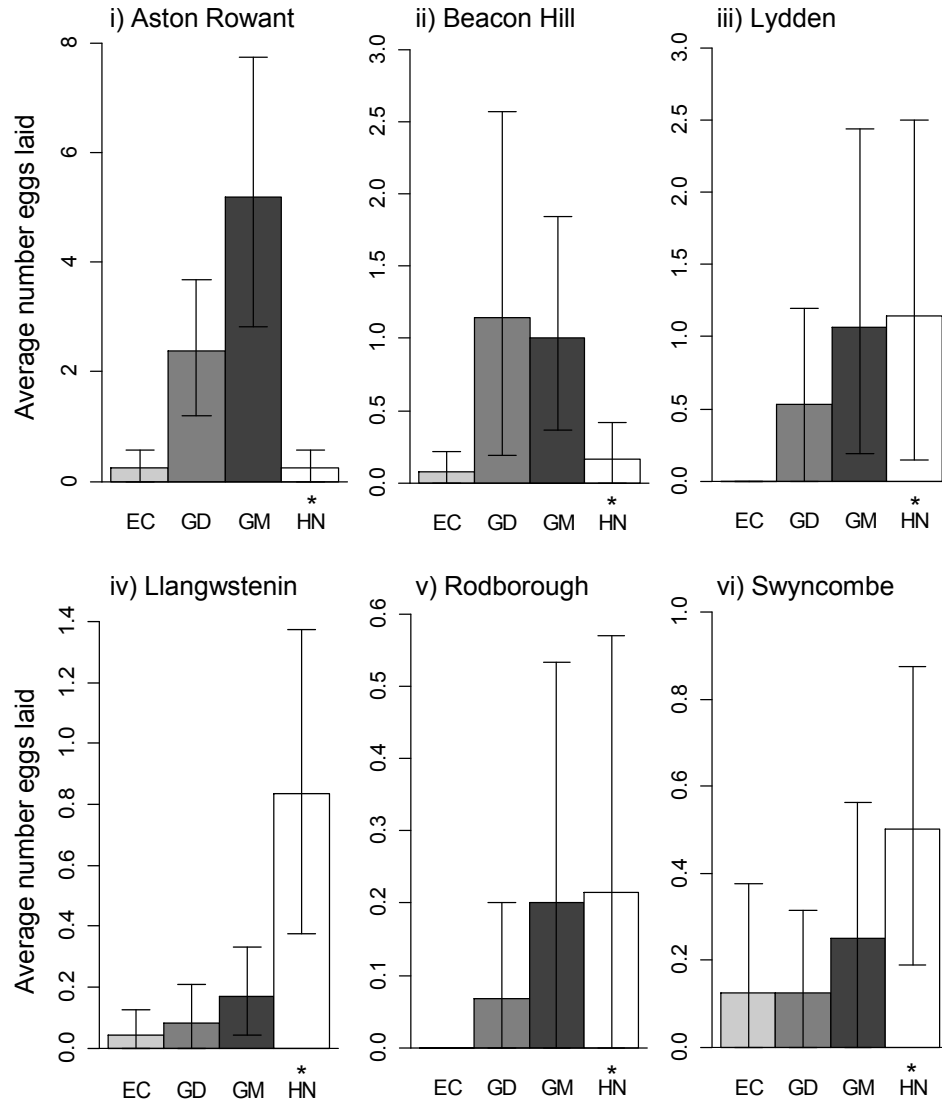 i) Aston Rowant
Average number eggs laid
8
6
4
2
0
EC GD GM * HN
ii) Beacon Hill
3.0
2.5
2.0
1.5
1.0
0.5
0.0
EC GD GM * HN
iii) Lydden
3.0
2.5
2.0
1.5
1.0
0.5
0.0
EC GD GM * HN
iv) Llangwstenin
Average number eggs laid
1.4
1.2
1.0
0.8
0.6
0.4
0.2
0.0
EC GD GM * HN
v) Rodborough
0.6
0.5
0.4
0.3
0.2
0.1
0.0
EC GD GM * HN
vi) Swyncombe
1.0
0.8
0.6
0.4
0.2
0.0
EC GD GM * HN